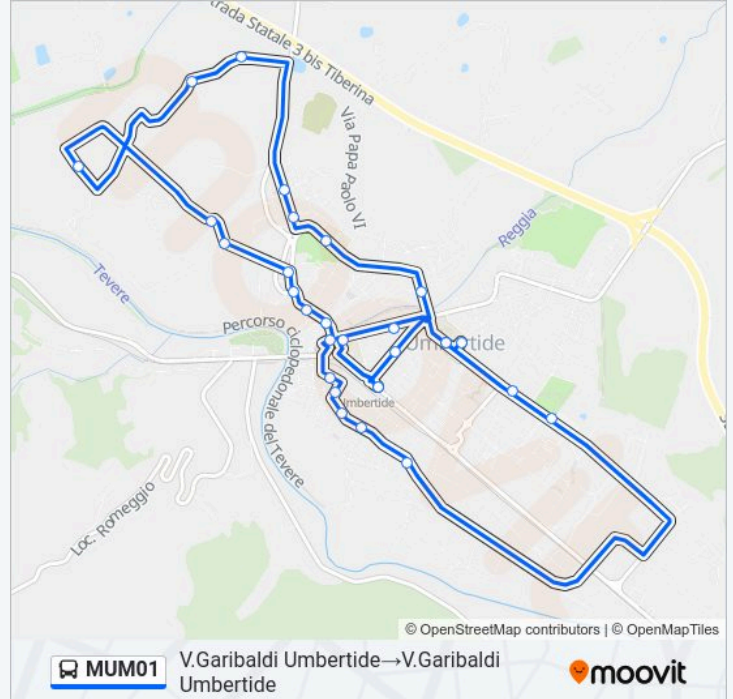 trada Statale 3 bis Tiberina
Via Papa Paolo VI
Reggia
Tevere
Percorso ciclopedonale del Tevere
Umbertide
Umbertide
Loc. Romeggio
© OpenStreetMap contributors | © OpenMapTiles
MUM01
V.Garibaldi Umbertide→V.Garibaldi
Umbertide
moovit